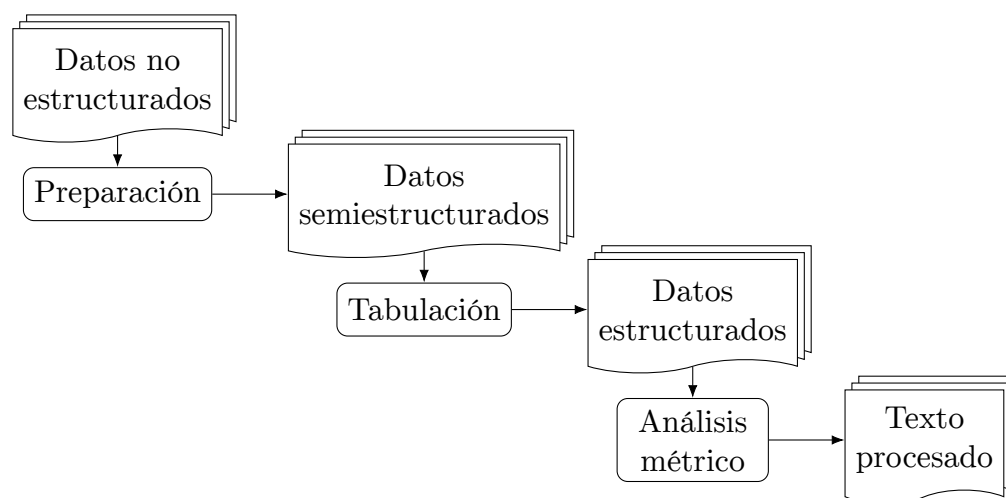 Datos no
estructurados
Preparación
Datos
semiestructurados
Tabulación
Datos
estructurados
Análisis
métrico
Texto
procesado